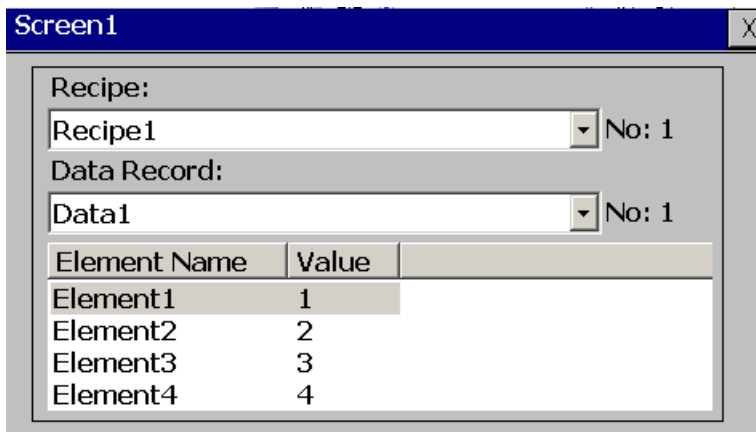 Screen1 X
Recipe:
Recipe1 No: 1
Data Record:
Data1 No: 1
Element Name Value
Element1 1
Element2 2
Element3 3
Element4 4